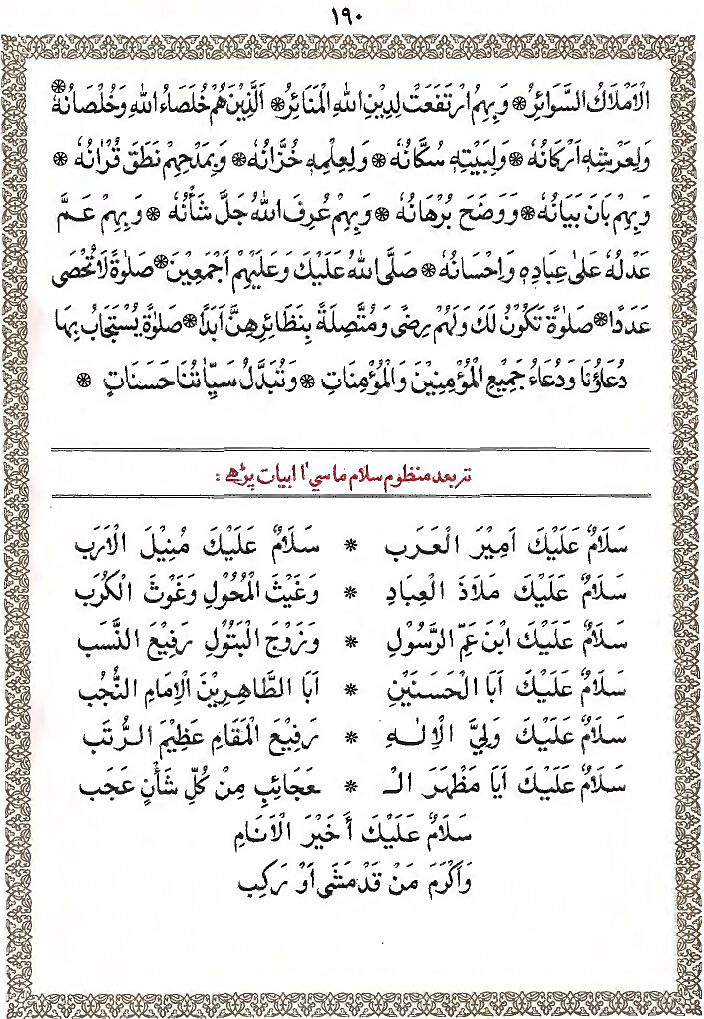 ١٩٠
الْاَمْلَاكُ السَّوَائِرُ ۞ وَبِهِمُ ارْتَفَعَتْ لِدِيْنِ اللهِ الْمَنَائِرُ ۞ اَلَّذِيْنَ هُمْ خُلَصَاءُ اللهِ وَخُلْصَانُهٗ ۞
وَلِعَرْشِهٖ اَرْكَانُهٗ ۞ وَلِبَيْتِهٖ سُكَّانُهٗ ۞ وَلِعِلْمِهٖ خُزَّانُهٗ ۞ وَبِمَدْحِهِمْ نَطَقَ قُرْاٰنُهٗ ۞
وَبِهِمْ بَانَ بَيَانُهٗ ۞ وَوَضَحَ بُرْهَانُهٗ ۞ وَبِهِمْ عُرِفَ اللهُ جَلَّ شَأْنُهٗ ۞ وَبِهِمْ عَمَّ
عَدْلُهٗ عَلٰى عِبَادِهٖ وَاِحْسَانُهٗ ۞ صَلَّى اللهُ عَلَيْكَ وَعَلَيْهِمْ اَجْمَعِيْنَ ۞ صَلٰوةً لَا تُحْصٰى
عَدَدًا ۞ صَلٰوةً تَكُوْنُ لَكَ وَلَهُمْ رِضًى وَمُتَّصِلَةً بِنَظَائِرِهِنَّ اَبَدًا ۞ صَلٰوةً يُسْتَجَابُ بِهَا
دُعَاؤُنَا وَدُعَاءُ جَمِيْعِ الْمُؤْمِنِيْنَ وَالْمُؤْمِنَاتِ ۞ وَتُبَدَّلُ سَيِّاٰتُنَا حَسَنَاتٍ ۞
تر بعد منظوم سلام ما سي اْ ابيات پڑھے :
سَلَامٌ عَلَيْكَ اَمِيْرَ الْعَرَب * سَلَامٌ عَلَيْكَ مُنِيْلَ الْاَرَب
سَلَامٌ عَلَيْكَ مَلَاذَ الْعِبَادِ * وَغَيْثَ الْمُحُوْلِ وَغَوْثَ الْكُرَب
سَلَامٌ عَلَيْكَ ابْنَ عَمِّ الرَّسُوْلِ * وَزَوْجَ الْبَتُوْلِ رَفِيْعَ النَّسَب
سَلَامٌ عَلَيْكَ اَبَا الْحَسَنَيْنِ * اَبَا الطَّاهِرِيْنَ الْاِمَامِ النُّجُب
سَلَامٌ عَلَيْكَ وَلِيَّ الْاِلٰهِ * رَفِيْعَ الْمَقَامِ عَظِيْمَ الرُّتَب
سَلَامٌ عَلَيْكَ اَيَا مَظْهَرَ الْـ * عَجَائِبِ مِنْ كُلِّ شَأْنٍ عَجَب
سَلَامٌ عَلَيْكَ أَخَيْرَ الْاَنَامِ
وَاَكْرَمَ مَنْ قَدْ مَشٰى اَوْ رَكِب